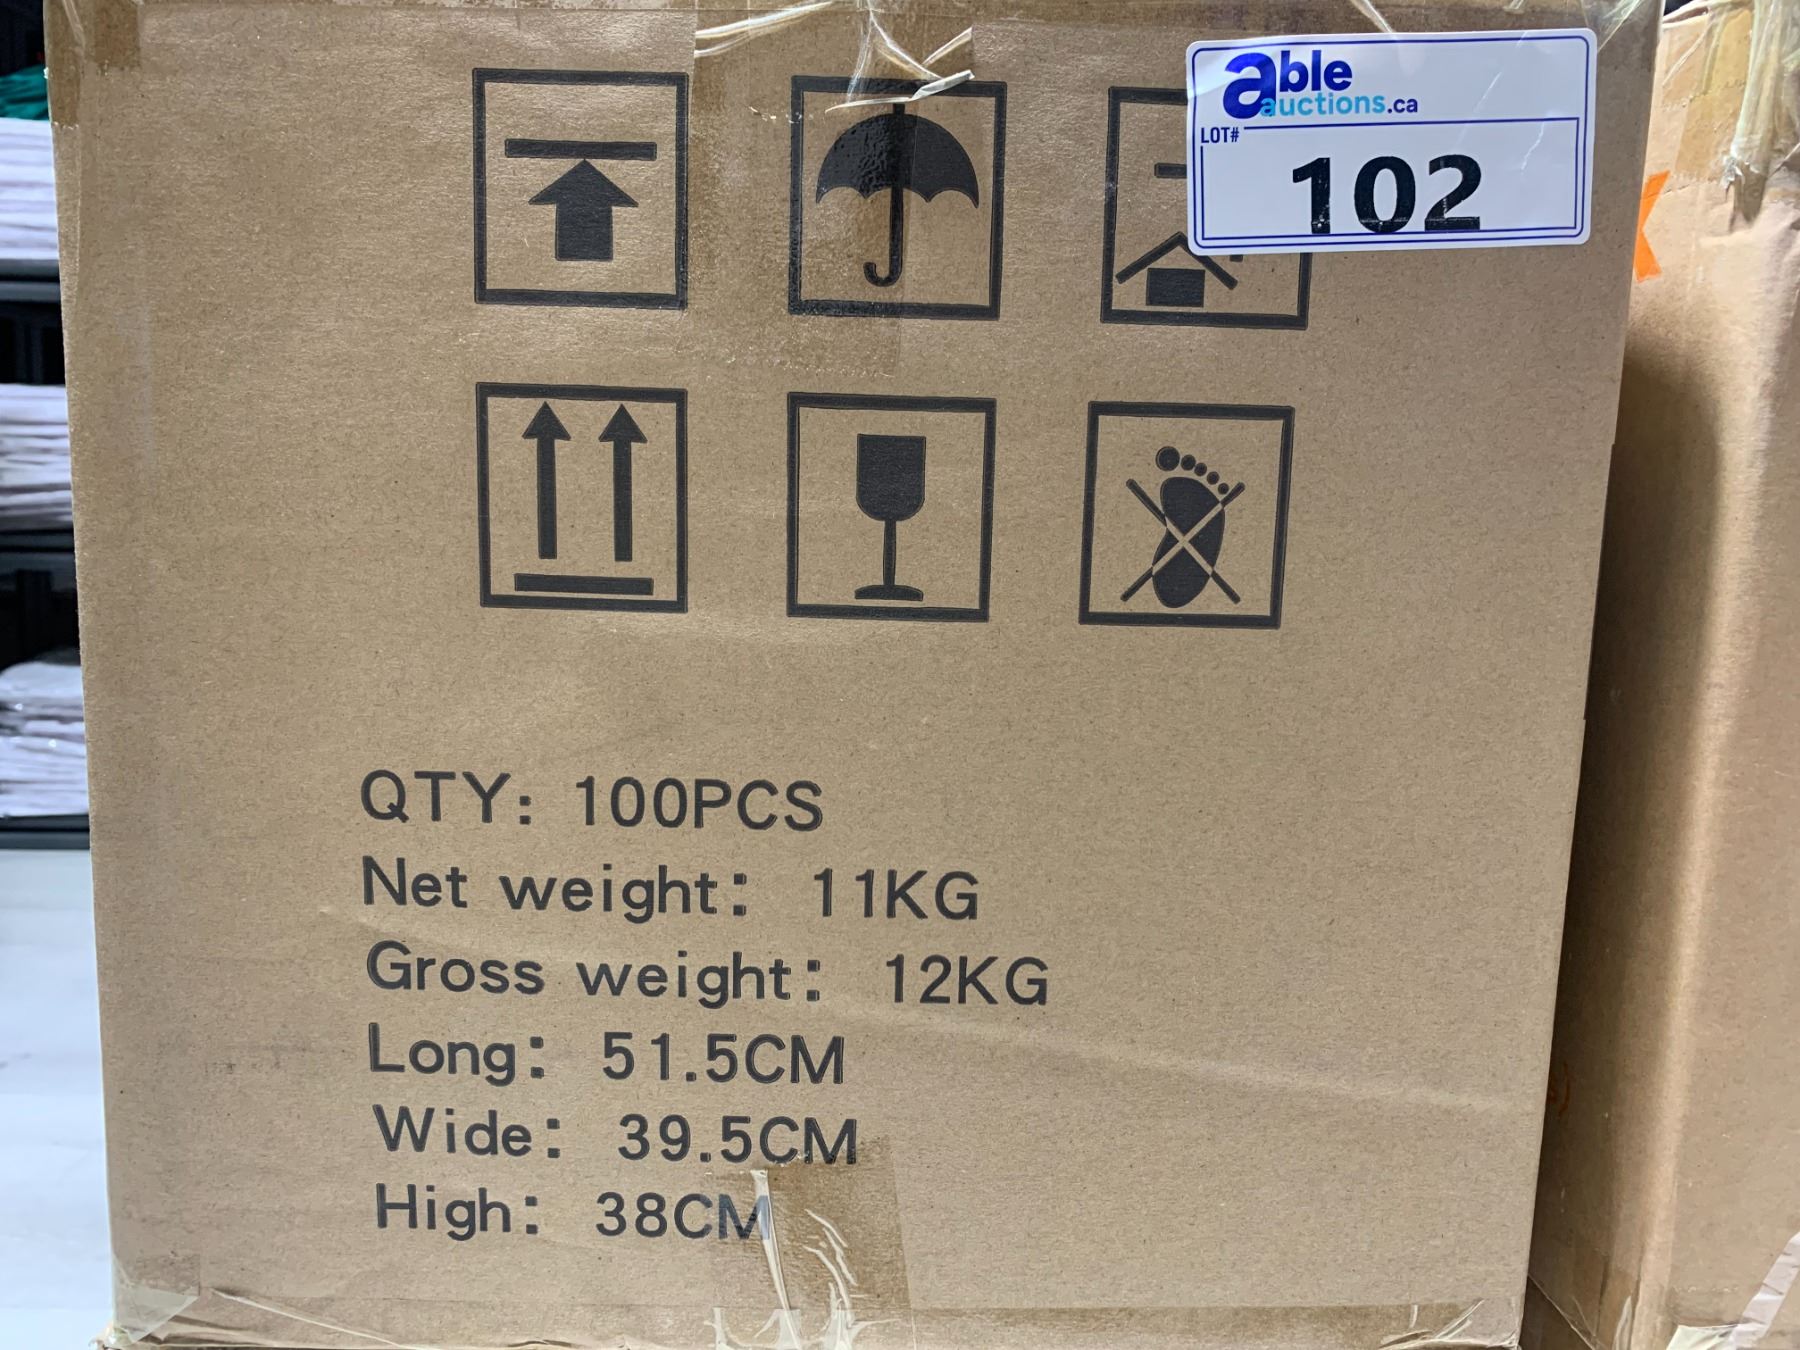 able
auctions.ca
LOT#
102
QTY: 100PCS
Net weight: 11KG
Gross weight: 12KG
Long: 51.5CM
Wide: 39.5CM
High: 38CM